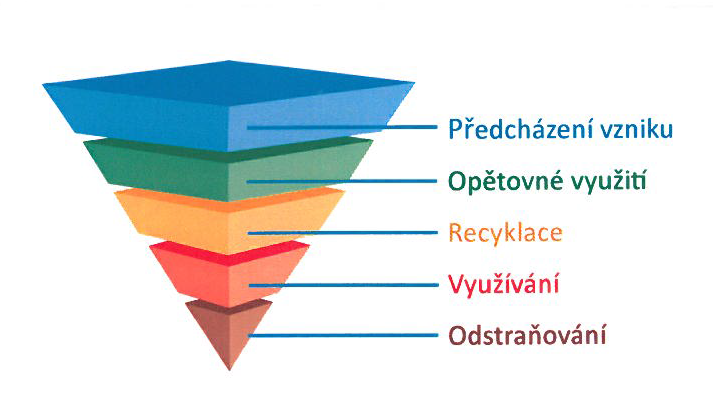 Předcházení vzniku
Opětovné využití
Recyklace
Využívání
Odstraňování